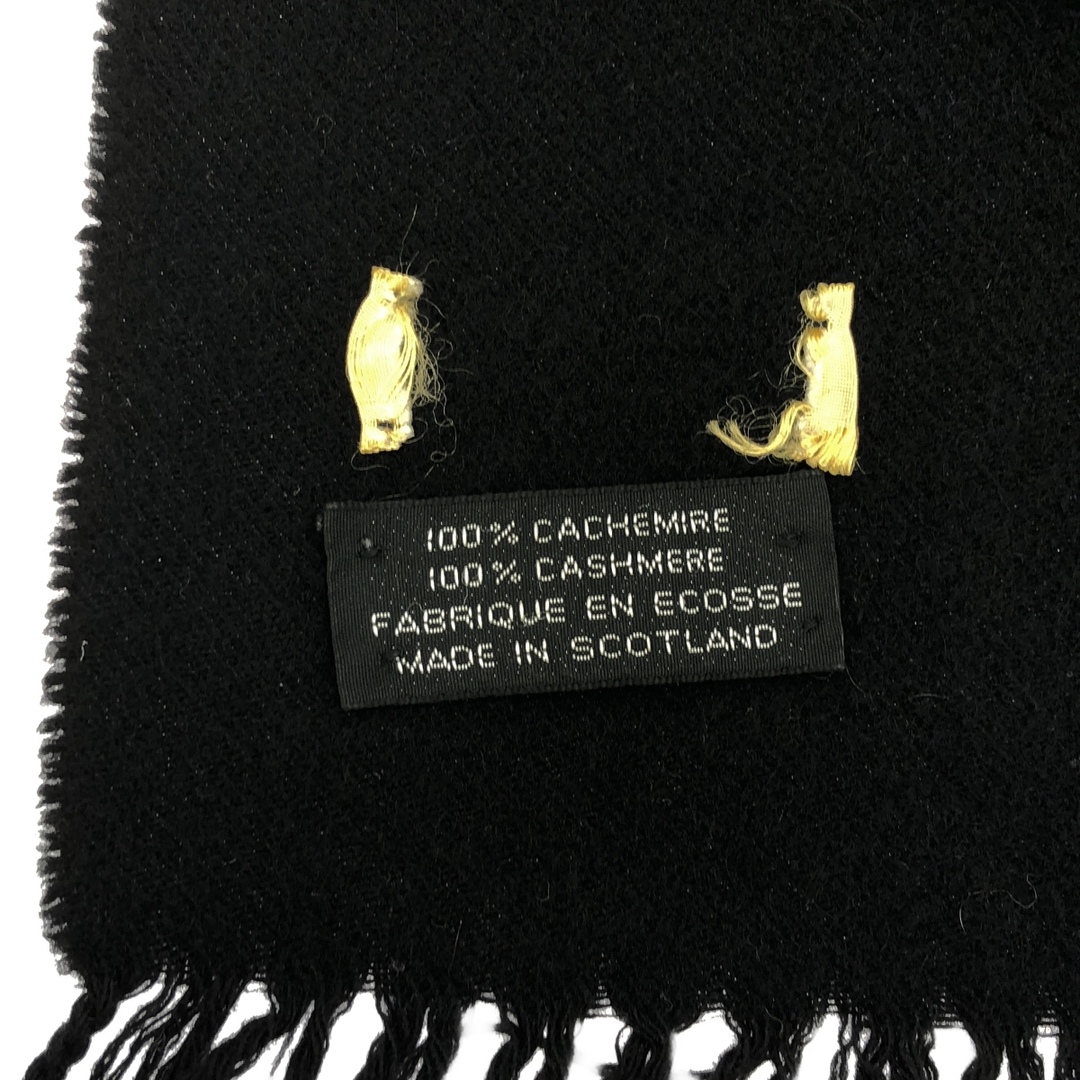 100% CACHEMIRE
100% CASHMERE
FABRIQUE EN ECOSSE
MADE IN SCOTLAND